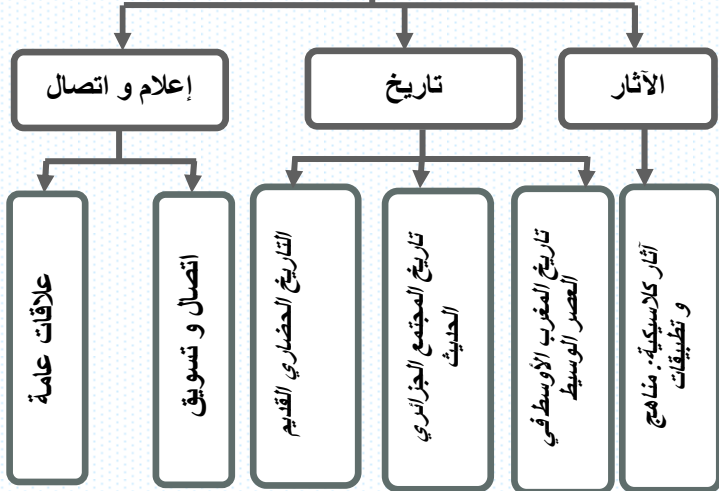 الآثار
تاريخ
إعلام و اتصال
آثار كلاسيكية: مناهج
و تطبيقات
تاريخ المغرب الأوسط في
العصر الوسيط
تاريخ المجتمع الجزائري
الحديث
التاريخ الحضاري القديم
اتصال و تسويق
علاقات عامة